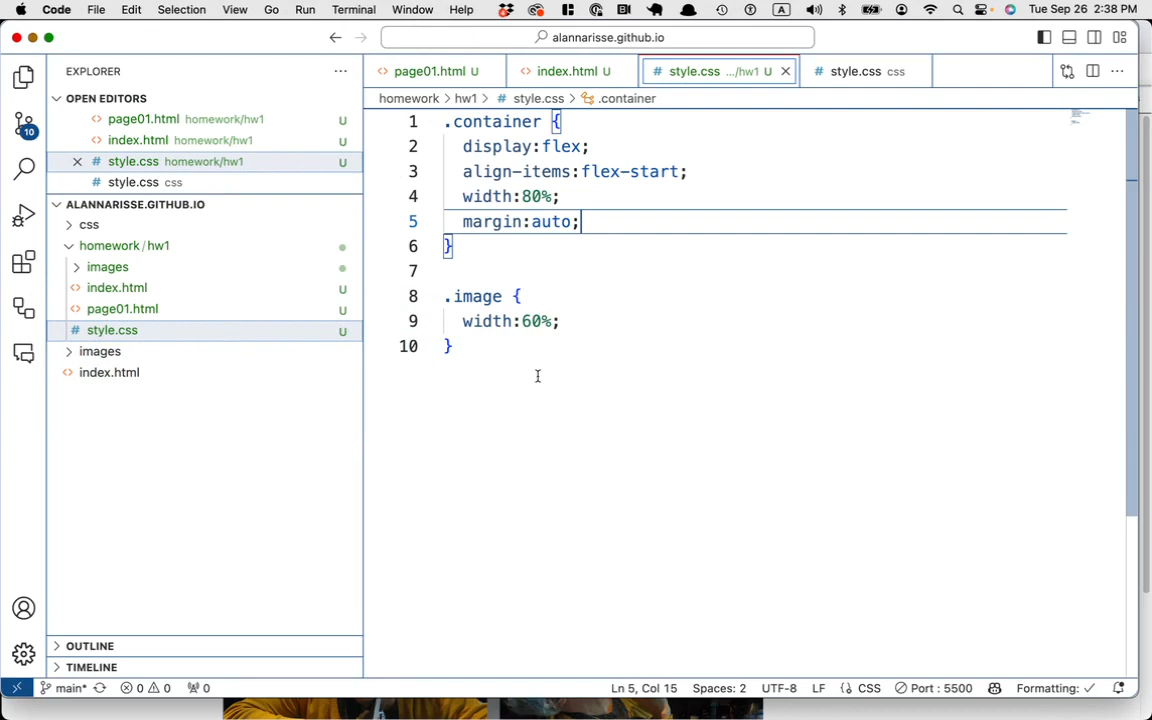 Code File Edit Selection View Go Run Terminal Window Help A Tue Sep 26 2:38 PM
alannarisse.github.io
EXPLORER
page01.html U index.html U style.css .../hw1 U style.css css
homework > hw1 > # style.css > .container
OPEN EDITORS
page01.html homework/hw1 U
index.html homework/hw1 U
# style.css homework/hw1 U
# style.css css
ALANNARISSE.GITHUB.IO
css
homework / hw1
images
index.html U
page01.html U
# style.css U
images
index.html
10
1 .container {
2 display:flex;
3 align-items:flex-start;
4 width:80%;
5 margin:auto;
6 }
7
8 .image {
9 width:60%;
10 }
OUTLINE
TIMELINE
main* 0 0 0 Ln 5, Col 15 Spaces: 2 UTF-8 LF {} CSS Port : 5500 Formatting: ✓